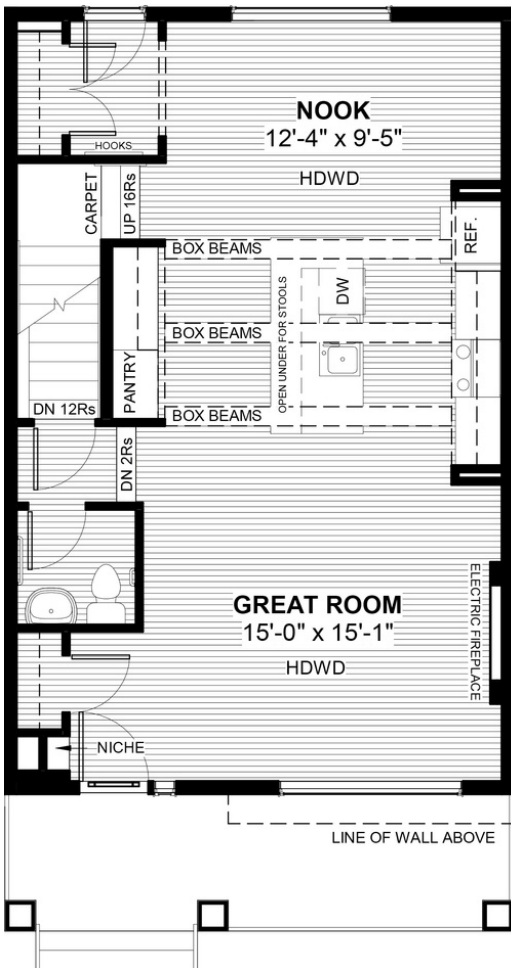 NOOK
12'-4" x 9'-5"
HDWD
HOOKS
CARPET
UP 16Rs
REF.
BOX BEAMS
DW
OPEN UNDER FOR STOOLS
BOX BEAMS
PANTRY
BOX BEAMS
DN 12Rs
DN 2Rs
GREAT ROOM
15'-0" x 15'-1"
HDWD
ELECTRIC FIREPLACE
NICHE
LINE OF WALL ABOVE